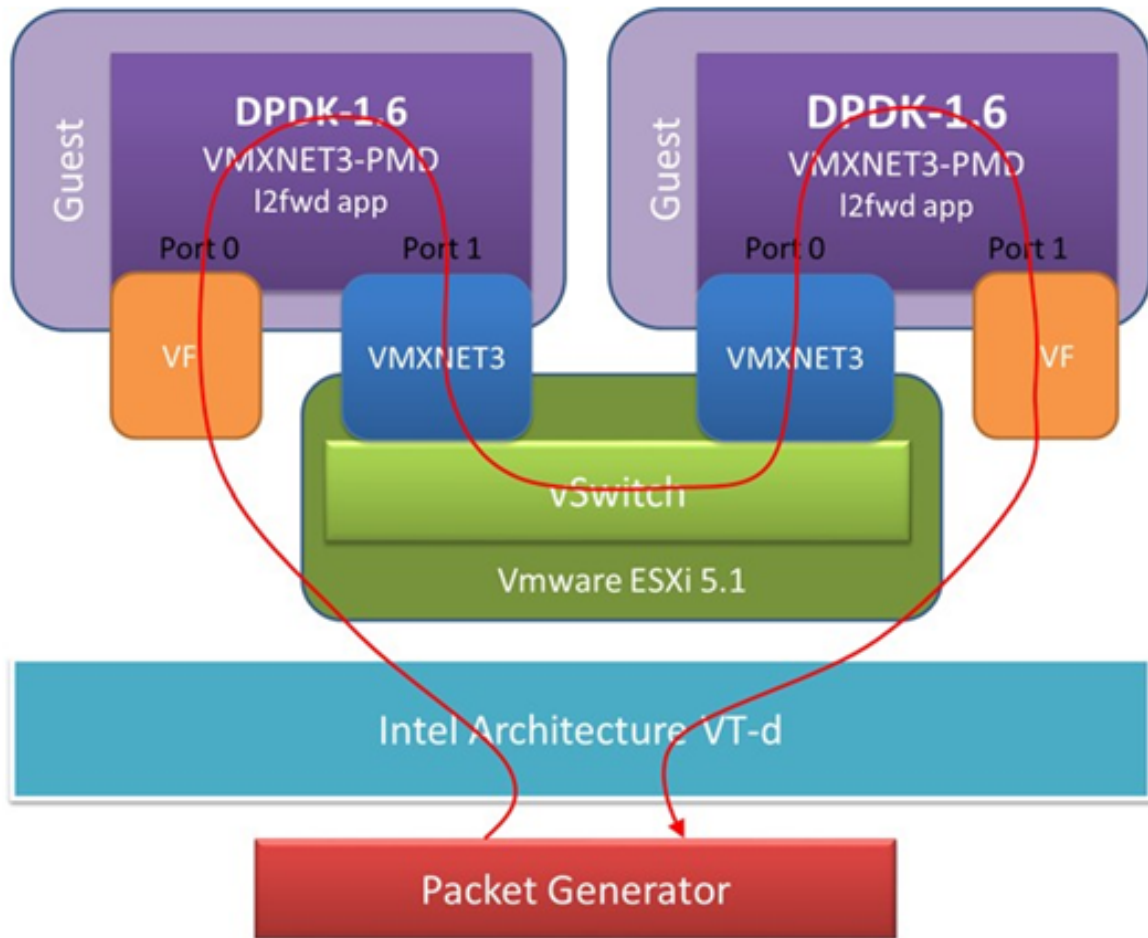 Guest
DPDK-1.6
VMXNET3-PMD
l2fwd app
Port 0
Port 1
VF
VMXNET3
Guest
DPDK-1.6
VMXNET3-PMD
l2fwd app
Port 0
Port 1
VMXNET3
VF
vSwitch
Vmware ESXi 5.1
Intel Architecture VT-d
Packet Generator